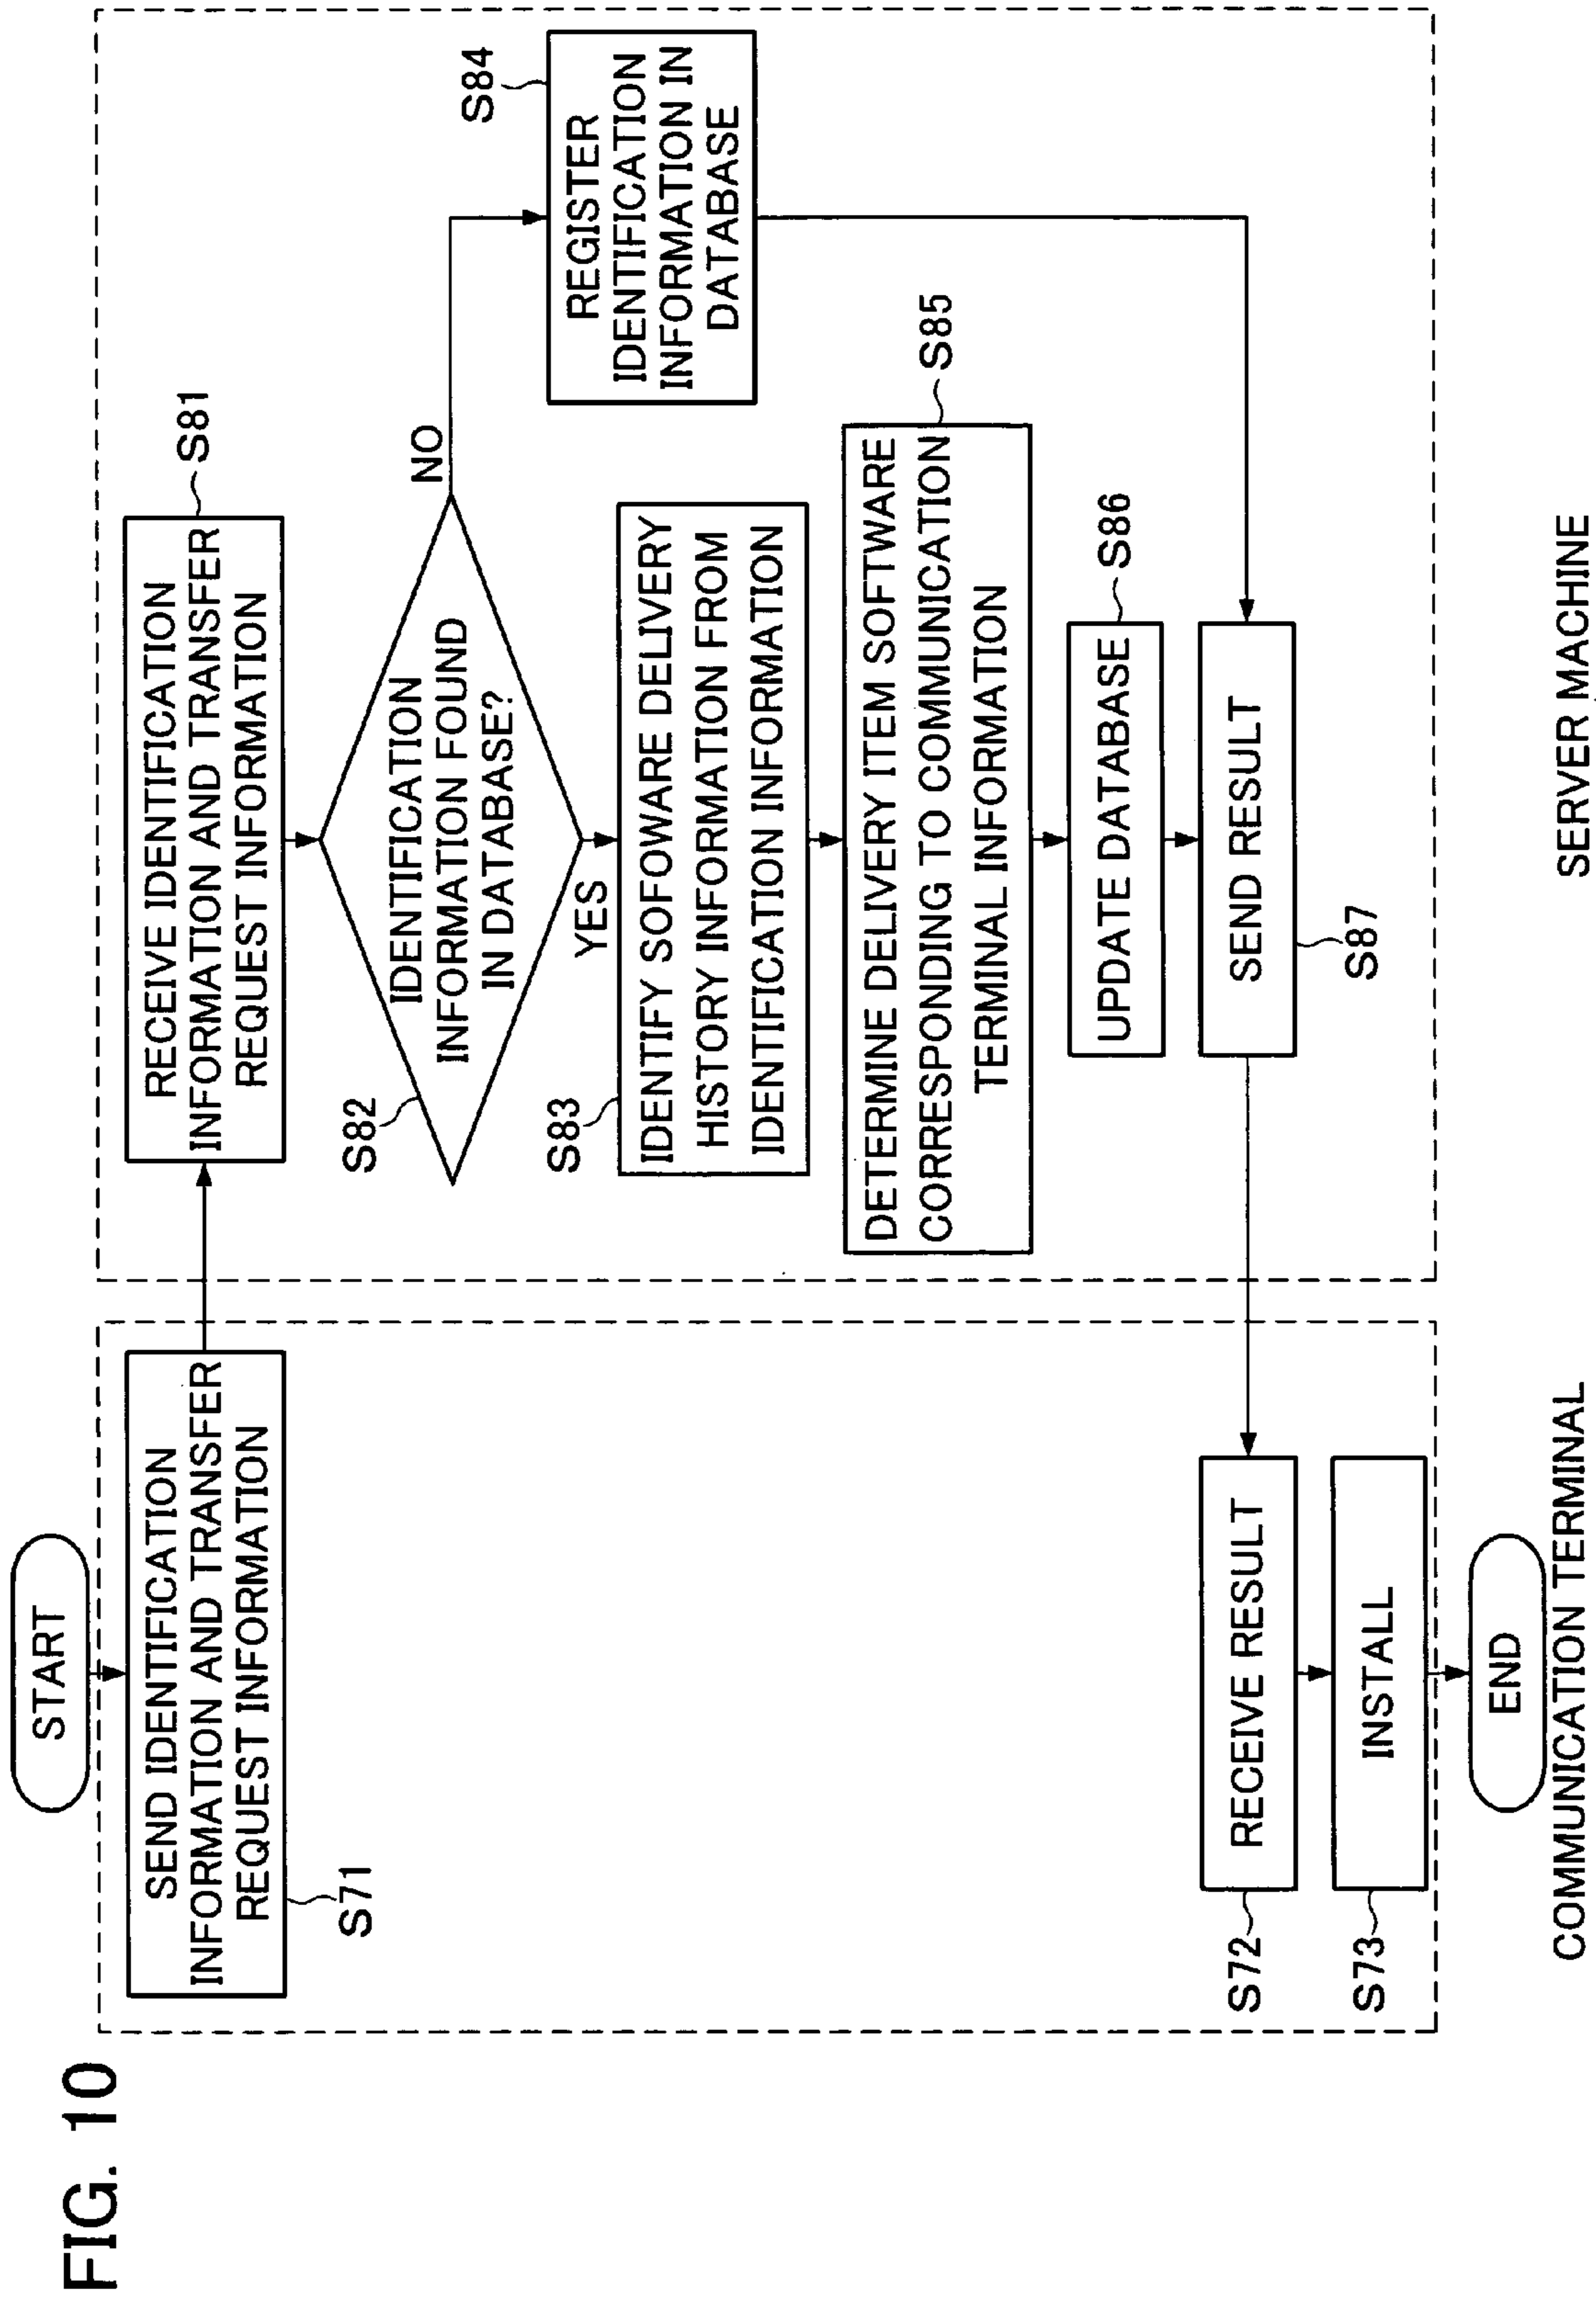 FIG. 10
START
SEND IDENTIFICATION
INFORMATION AND TRANSFER
REQUEST INFORMATION
S71
RECEIVE IDENTIFICATION
INFORMATION AND TRANSFER
REQUEST INFORMATION
S81
S82
IDENTIFICATION
INFORMATION FOUND
IN DATABASE?
NO
YES
S84
REGISTER
IDENTIFICATION
INFORMATION IN
DATABASE
S83
IDENTIFY SOFOWARE DELIVERY
HISTORY INFORMATION FROM
IDENTIFICATION INFORMATION
DETERMINE DELIVERY ITEM SOFTWARE
CORRESPONDING TO COMMUNICATION
TERMINAL INFORMATION
S85
UPDATE DATABASE
S86
SEND RESULT
S87
S72
RECEIVE RESULT
S73
INSTALL
END
COMMUNICATION TERMINAL
SERVER MACHINE